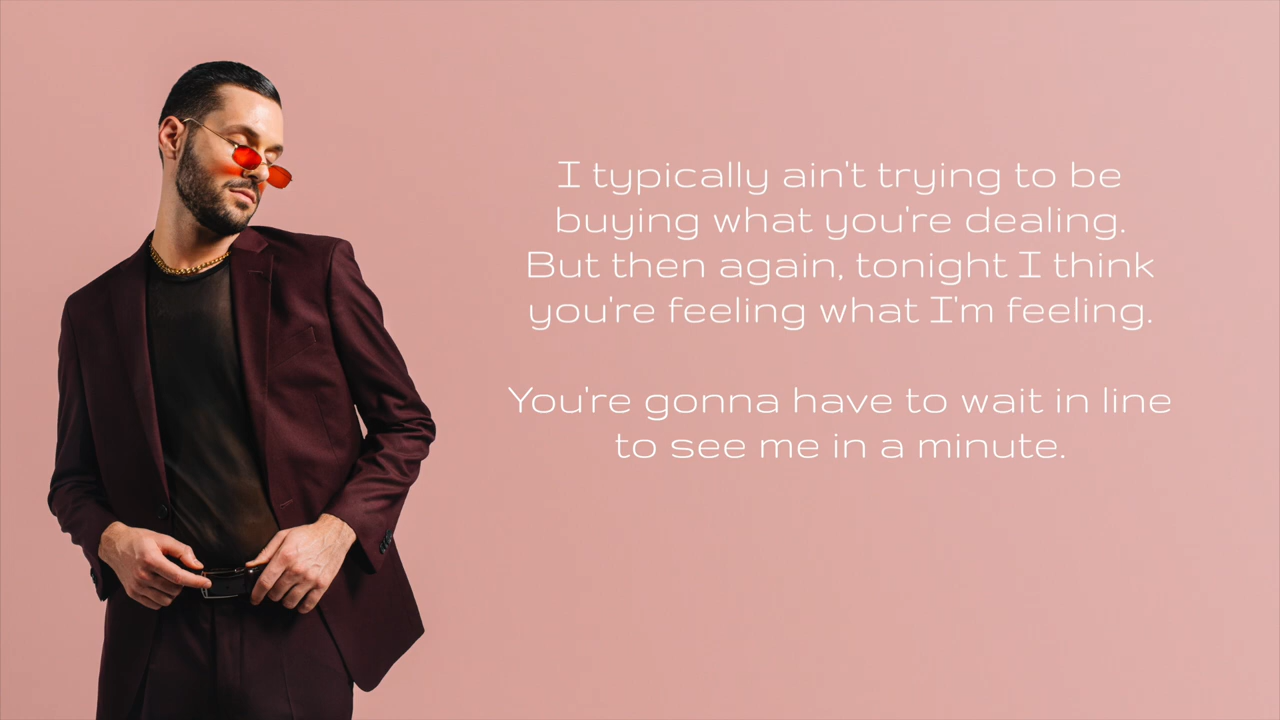 I typically ain't trying to be
buying what you're dealing.
But then again, tonight I think
you're feeling what I'm feeling.
You're gonna have to wait in line
to see me in a minute.